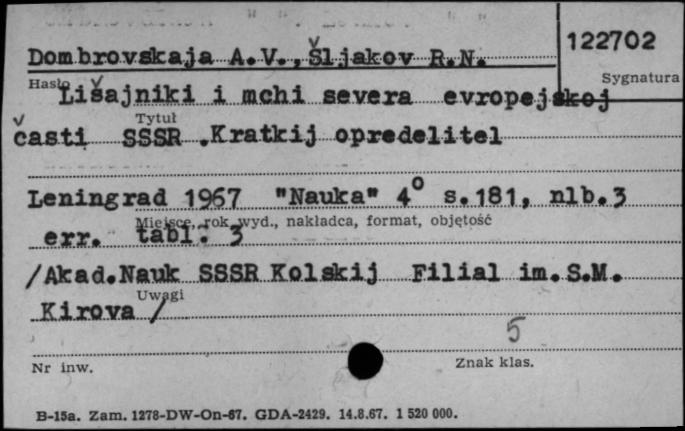 Dombrovskaja A.V., Šljakov R.N.
122702
Hasło
Sygnatura
Lišajniki i mchi severa evropejskoj
Tytuł
časti SSSR .Kratkij opredelitel
Leningrad 1967 "Nauka" 4° s.181, nlb.3
Miejsce, rok wyd., nakładca, format, objętość
err. tabl. 3
/Akad.Nauk SSSR Kolskij Filial im.S.M.
Uwagi
Kirova /
5
Nr inw.
Znak klas.
B-15a. Zam. 1278-DW-On-67. GDA-2429. 14.8.67. 1 520 000.